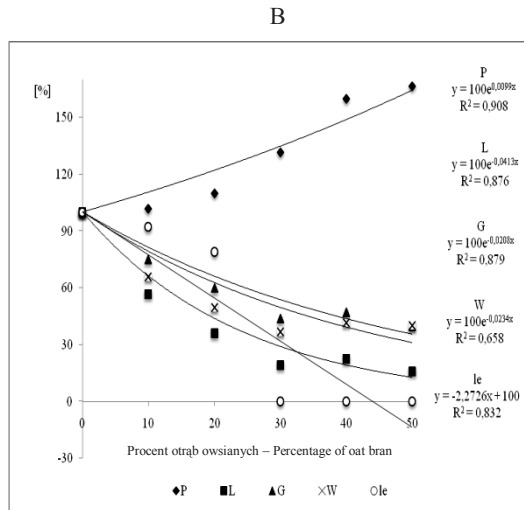 B
[%]
150
120
90
60
30
0
-30
0 10 20 30 40 50
Procent otrąb owsianych – Percentage of oat bran
P
y = 100e^0,0099x
R² = 0,908
L
y = 100e^-0,0413x
R² = 0,876
G
y = 100e^-0,0208x
R² = 0,879
W
y = 100e^-0,0234x
R² = 0,658
Ie
y = -2,2726x + 100
R² = 0,832
P L G W Ie